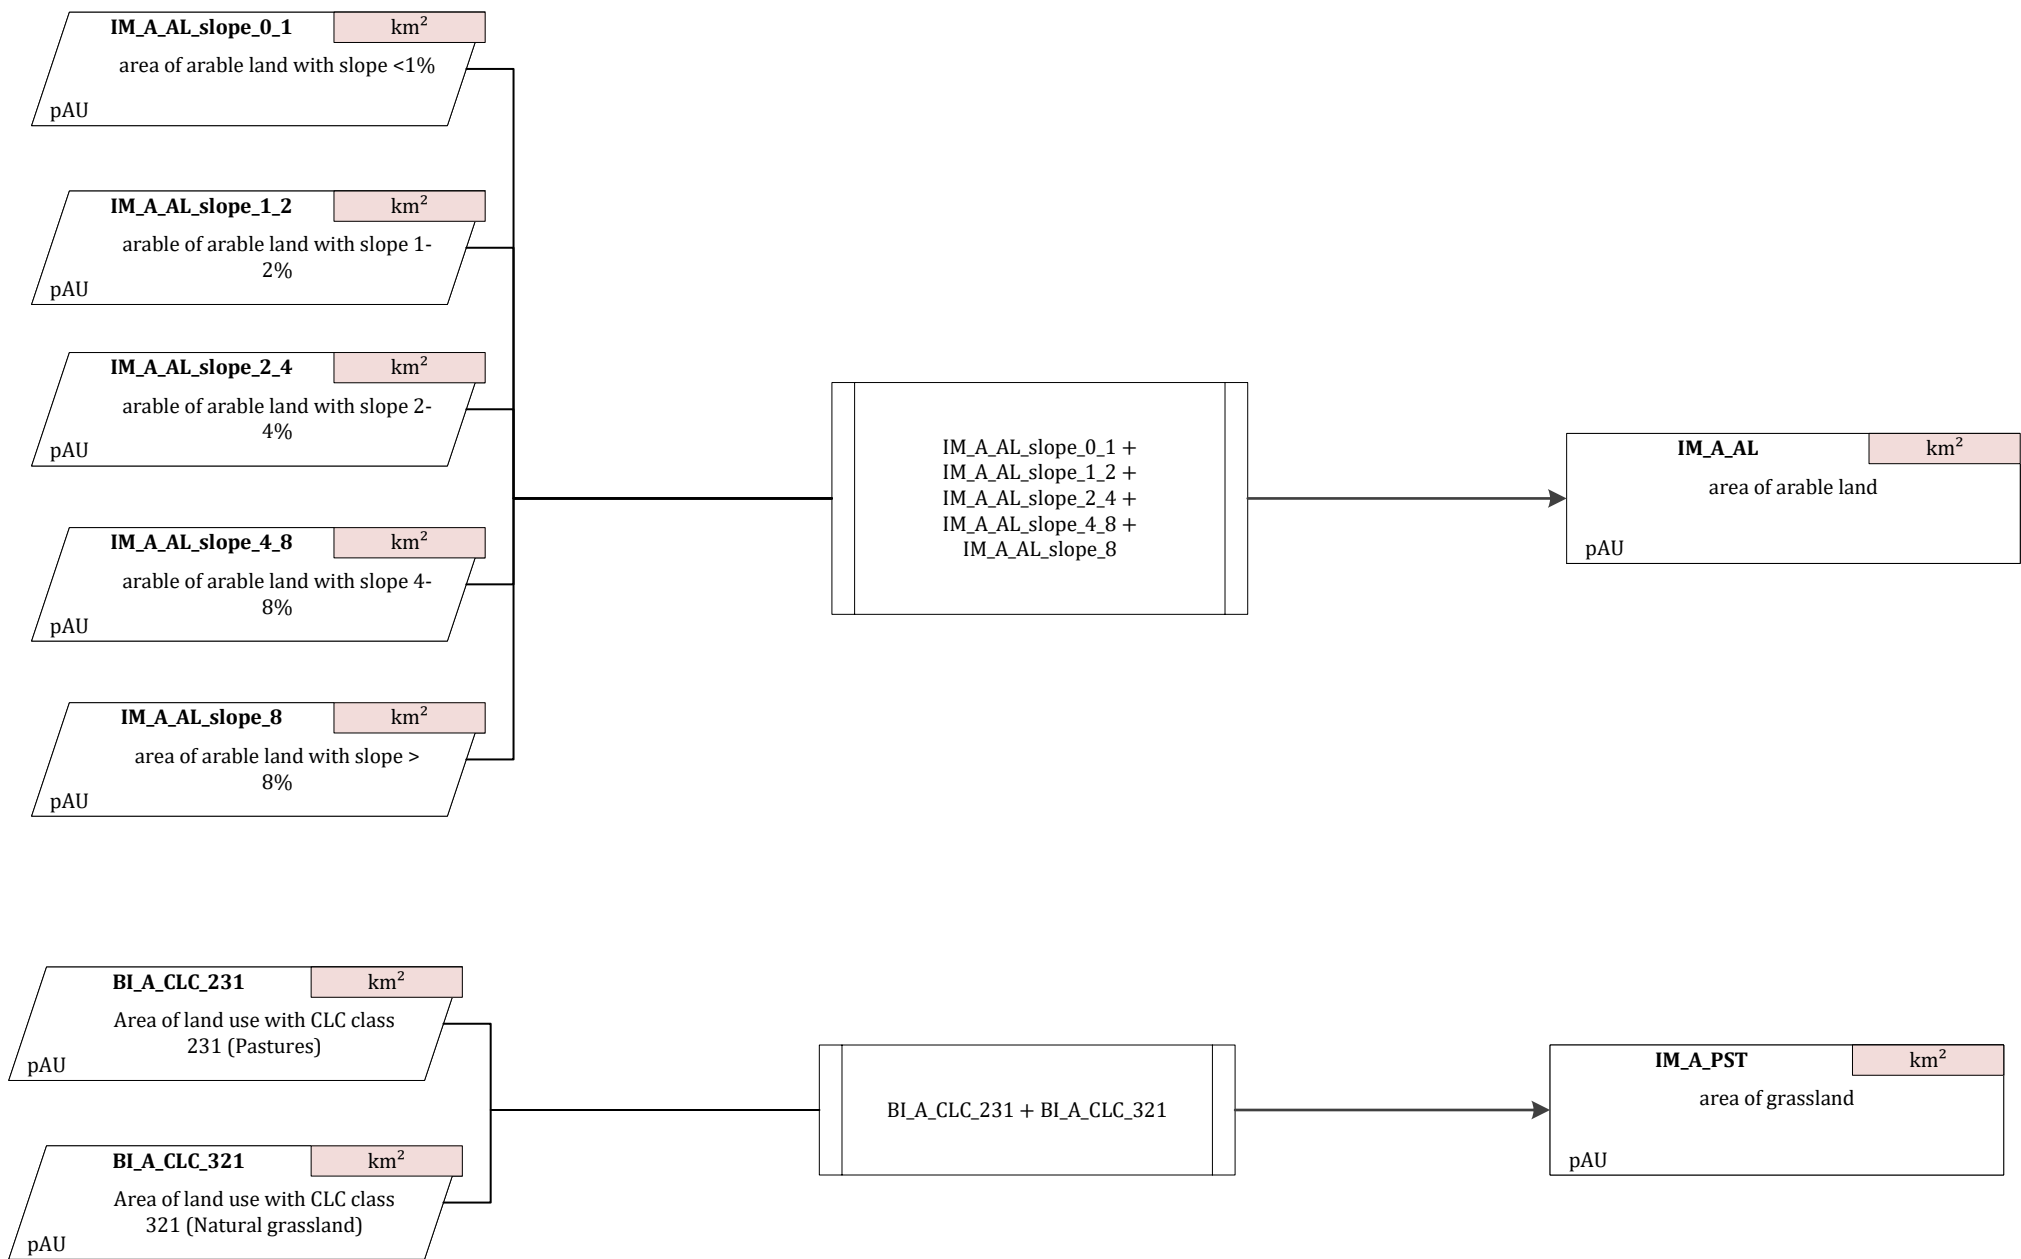 IM_A_AL_slope_0_1
km²
area of arable land with slope <1%
pAU
IM_A_AL_slope_1_2
km²
arable of arable land with slope 1-
2%
pAU
IM_A_AL_slope_2_4
km²
arable of arable land with slope 2-
4%
pAU
IM_A_AL_slope_4_8
km²
arable of arable land with slope 4-
8%
pAU
IM_A_AL_slope_8
km²
area of arable land with slope >
8%
pAU
IM_A_AL_slope_0_1 +
IM_A_AL_slope_1_2 +
IM_A_AL_slope_2_4 +
IM_A_AL_slope_4_8 +
IM_A_AL_slope_8
IM_A_AL
km²
area of arable land
pAU
BI_A_CLC_231
km²
Area of land use with CLC class
231 (Pastures)
pAU
BI_A_CLC_321
km²
Area of land use with CLC class
321 (Natural grassland)
pAU
BI_A_CLC_231 + BI_A_CLC_321
IM_A_PST
km²
area of grassland
pAU